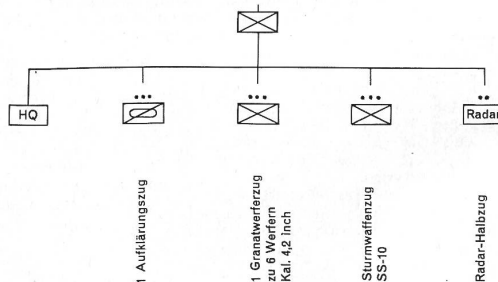 HQ
Radar
1 Aufklärungszug
1 Granatwerferzug
zu 6 Werfern
Kal. 4,2 inch
Sturmwaffenzug
SS-10
Radar-Halbzug